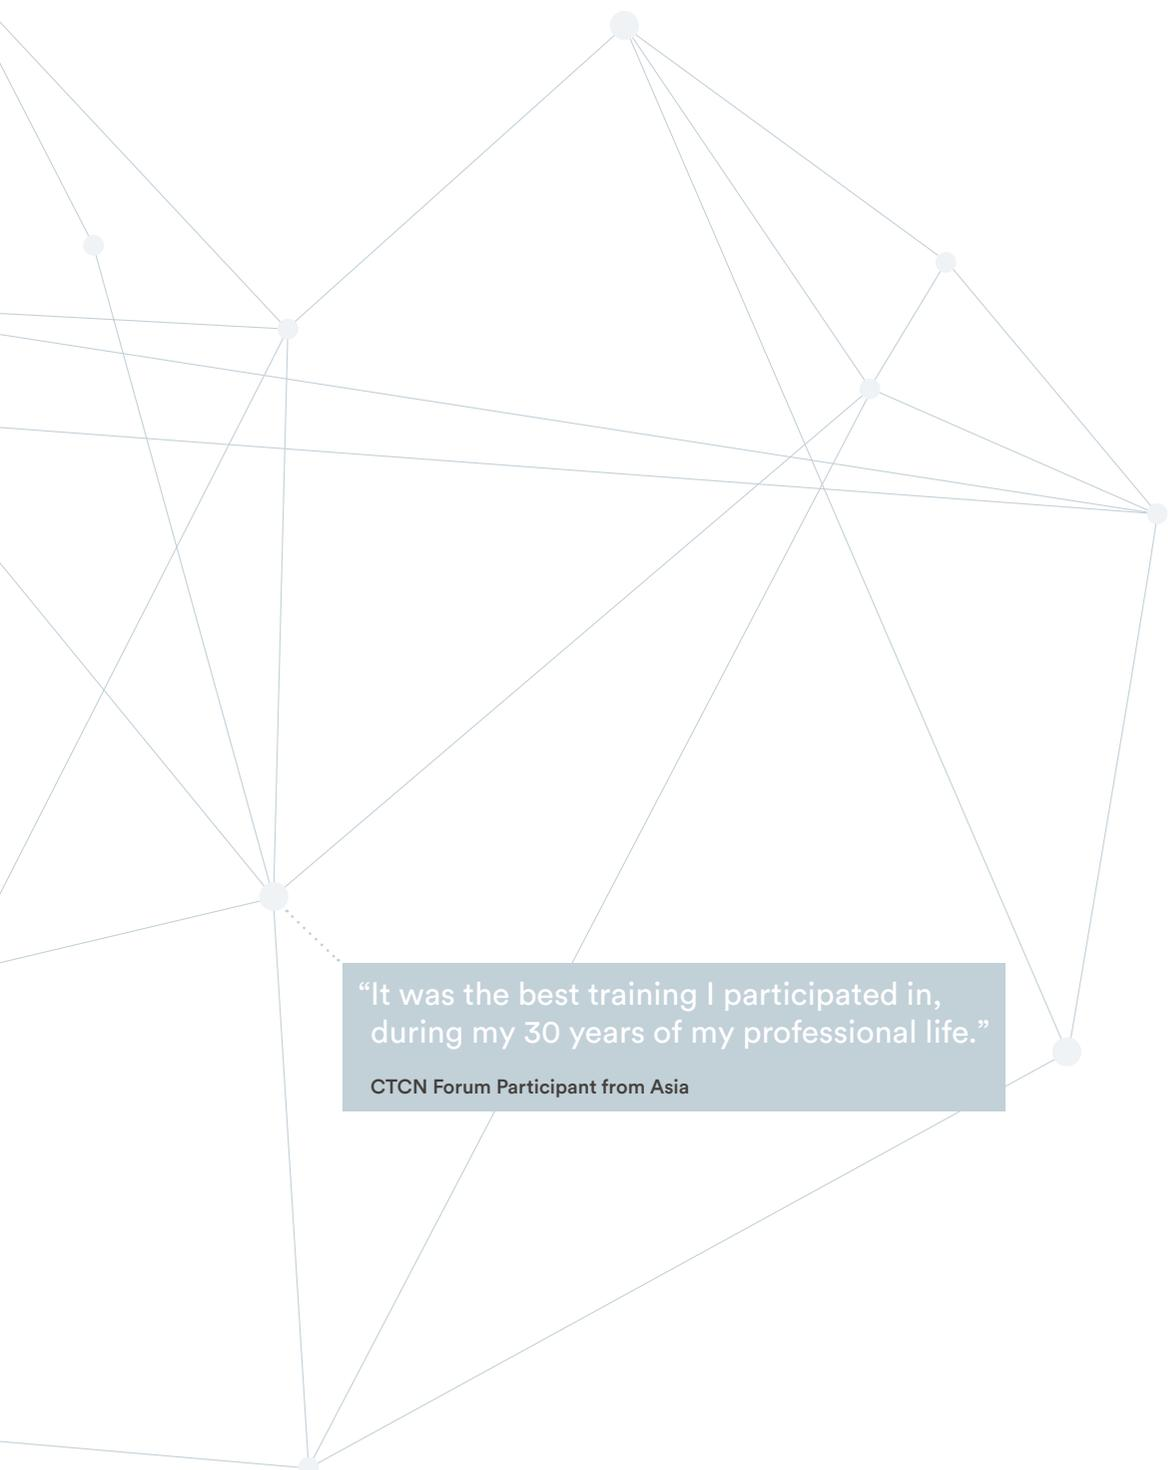 “It was the best training I participated in,
during my 30 years of my professional life.”
CTCN Forum Participant from Asia